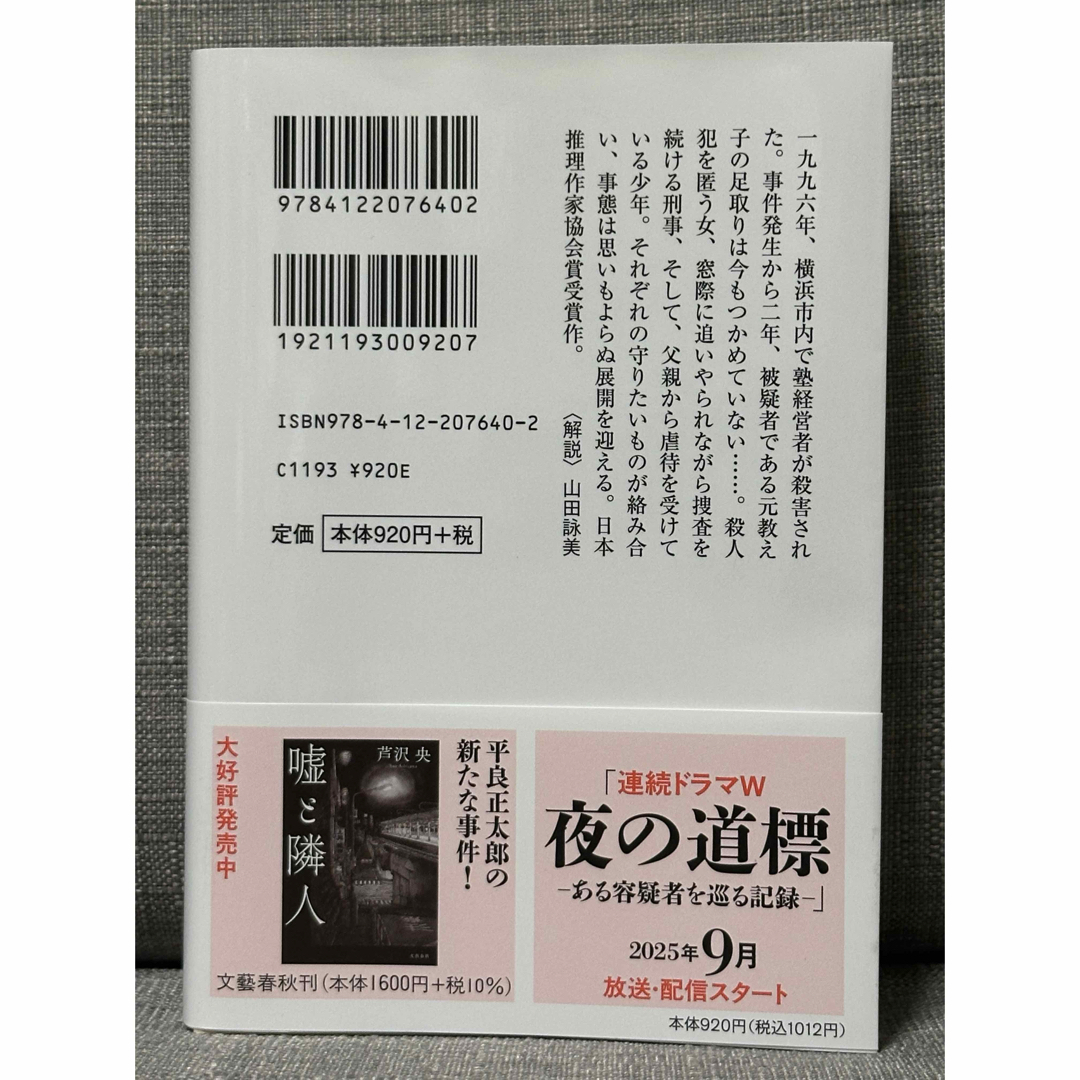 一九九六年、横浜市内で塾経営者が殺害され
た。事件発生から二年、被疑者である元教え
子の足取りは今もつかめていない……。殺人
犯を匿う女、窓際に追いやられながら捜査を
続ける刑事、そして、父親から虐待を受けて
いる少年。それぞれの守りたいものが絡み合
い、事態は思いもよらぬ展開を迎える。日本
推理作家協会賞受賞作。
〈解説〉山田詠美
9784122076402
1921193009207
ISBN978-4-12-207640-2
C1193 ¥920E
定価 本体920円+税
「連続ドラマW
夜の道標
−ある容疑者を巡る記録−」
2025年9月
放送・配信スタート
平良正太郎の
新たな事件!
芦沢 央
嘘と隣人
大好評発売中
文藝春秋刊(本体1600円+税10%)
本体920円(税込1012円)